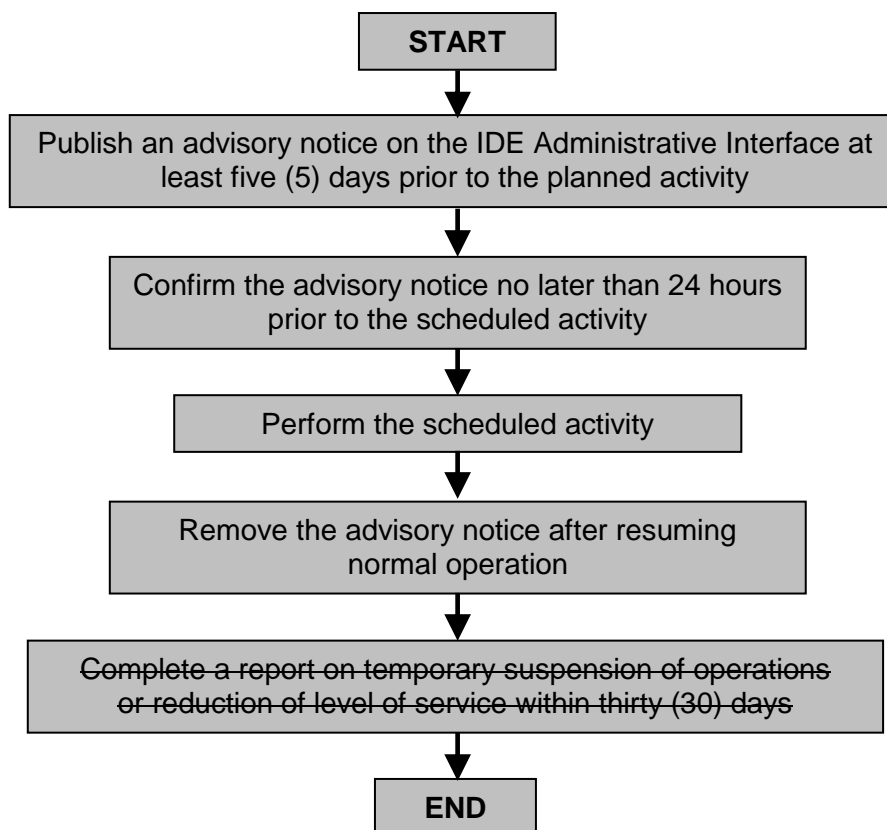 START
Publish an advisory notice on the IDE Administrative Interface at
least five (5) days prior to the planned activity
Confirm the advisory notice no later than 24 hours
prior to the scheduled activity
Perform the scheduled activity
Remove the advisory notice after resuming
normal operation
Complete a report on temporary suspension of operations
or reduction of level of service within thirty (30) days
END